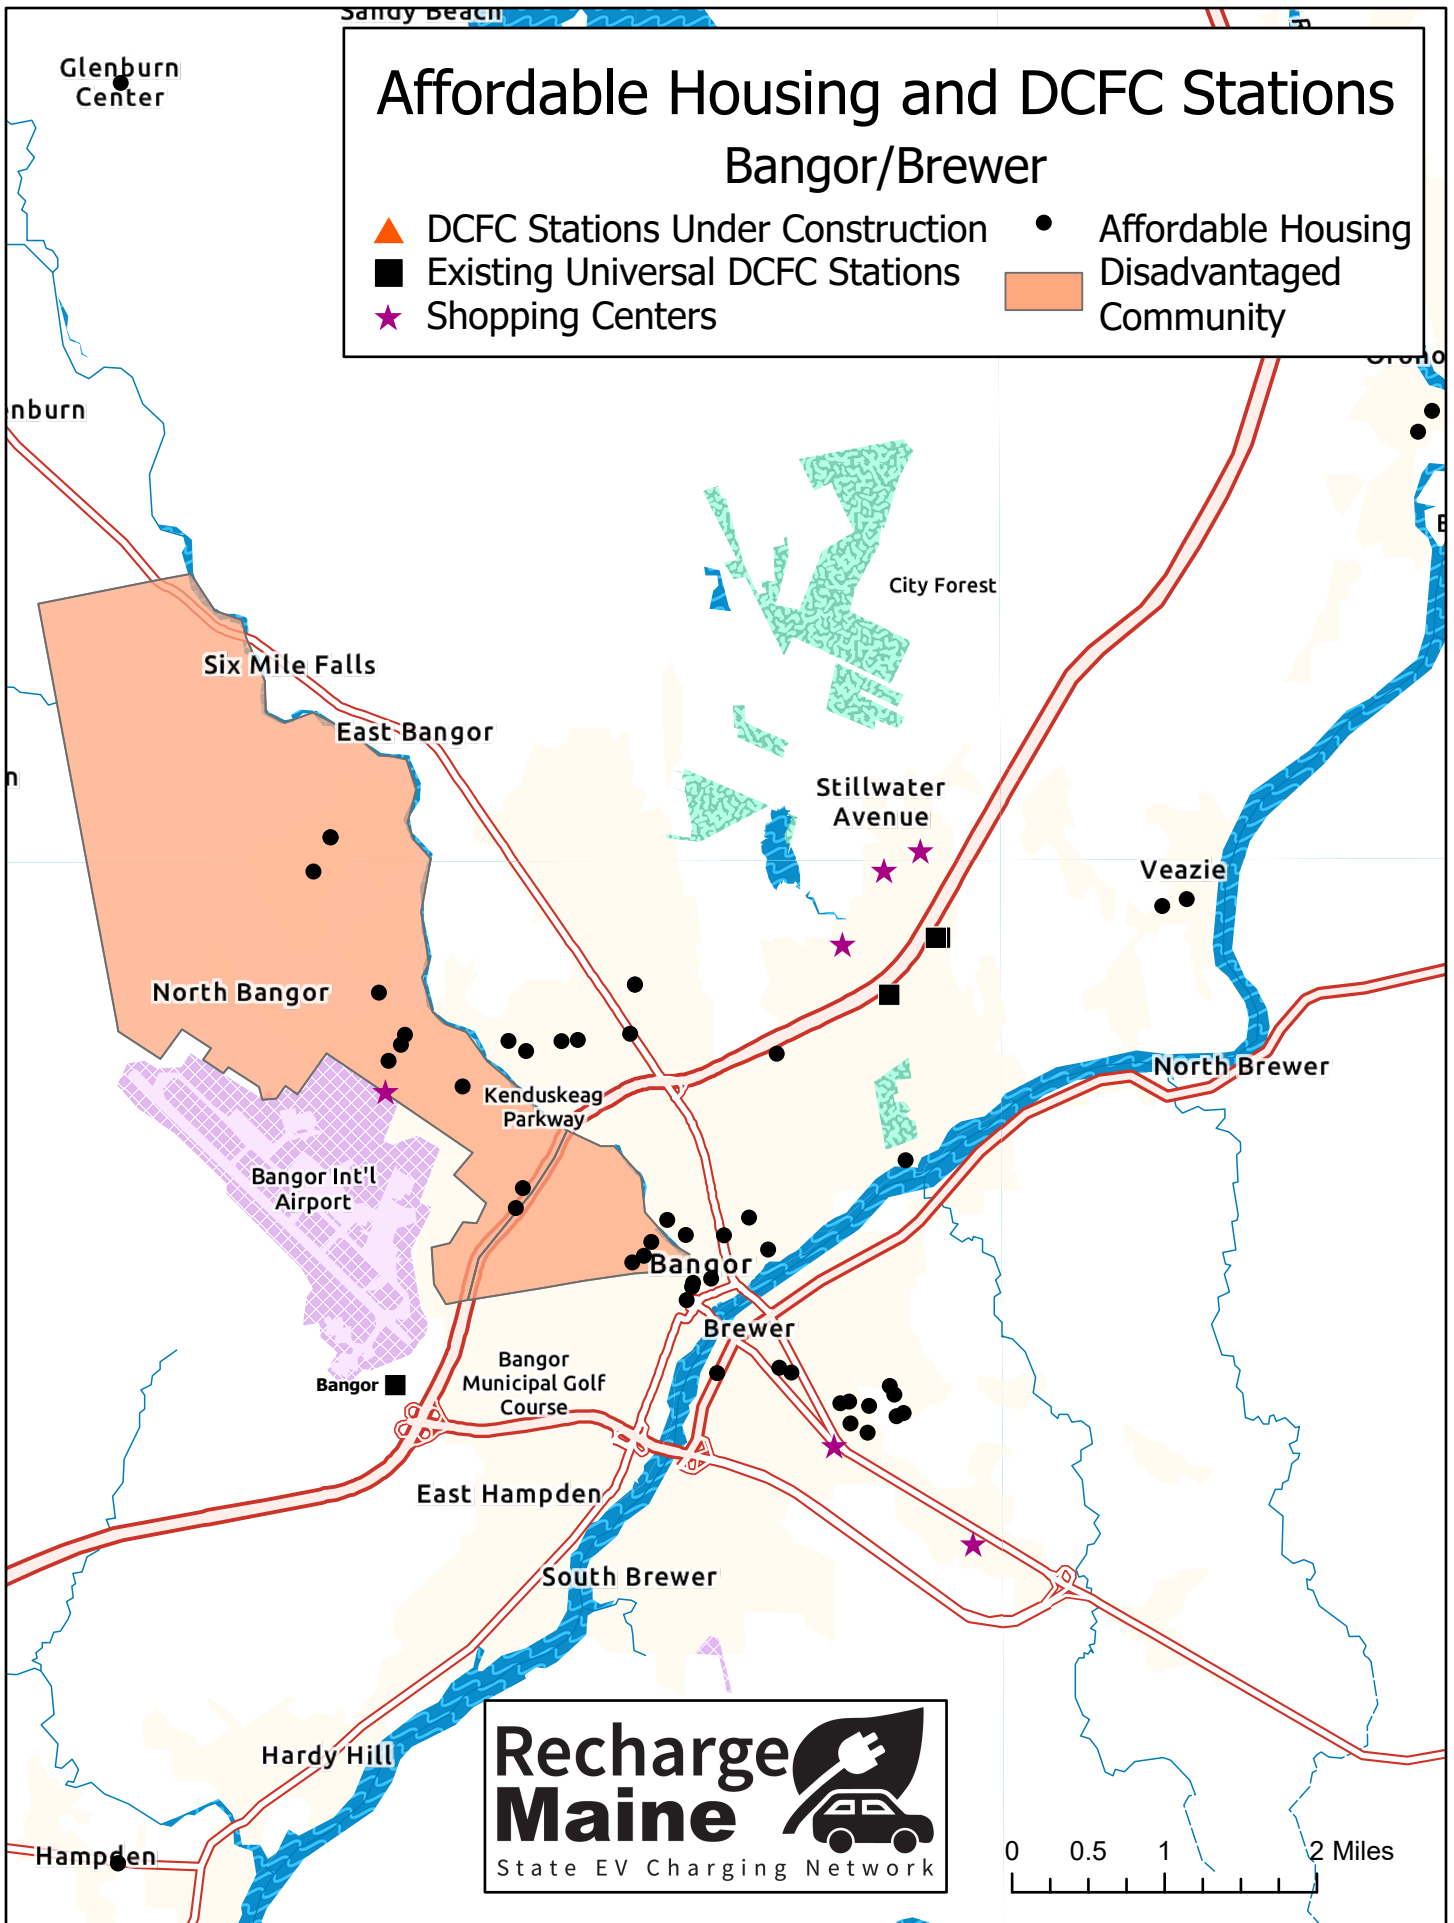 Sandy Beach
Glenburn
Center
Affordable Housing and DCFC Stations
Bangor/Brewer
DCFC Stations Under Construction
Existing Universal DCFC Stations
Shopping Centers
Affordable Housing
Disadvantaged
Community
enburn
City Forest
Six Mile Falls
East Bangor
Stillwater
Avenue
Veazie
North Bangor
North Brewer
Kenduskeag
Parkway
Bangor Int'l
Airport
Bangor
Brewer
Bangor
Bangor
Municipal Golf
Course
East Hampden
South Brewer
Hardy Hill
Hampden
Recharge
Maine
State EV Charging Network
0 0.5 1 2 Miles